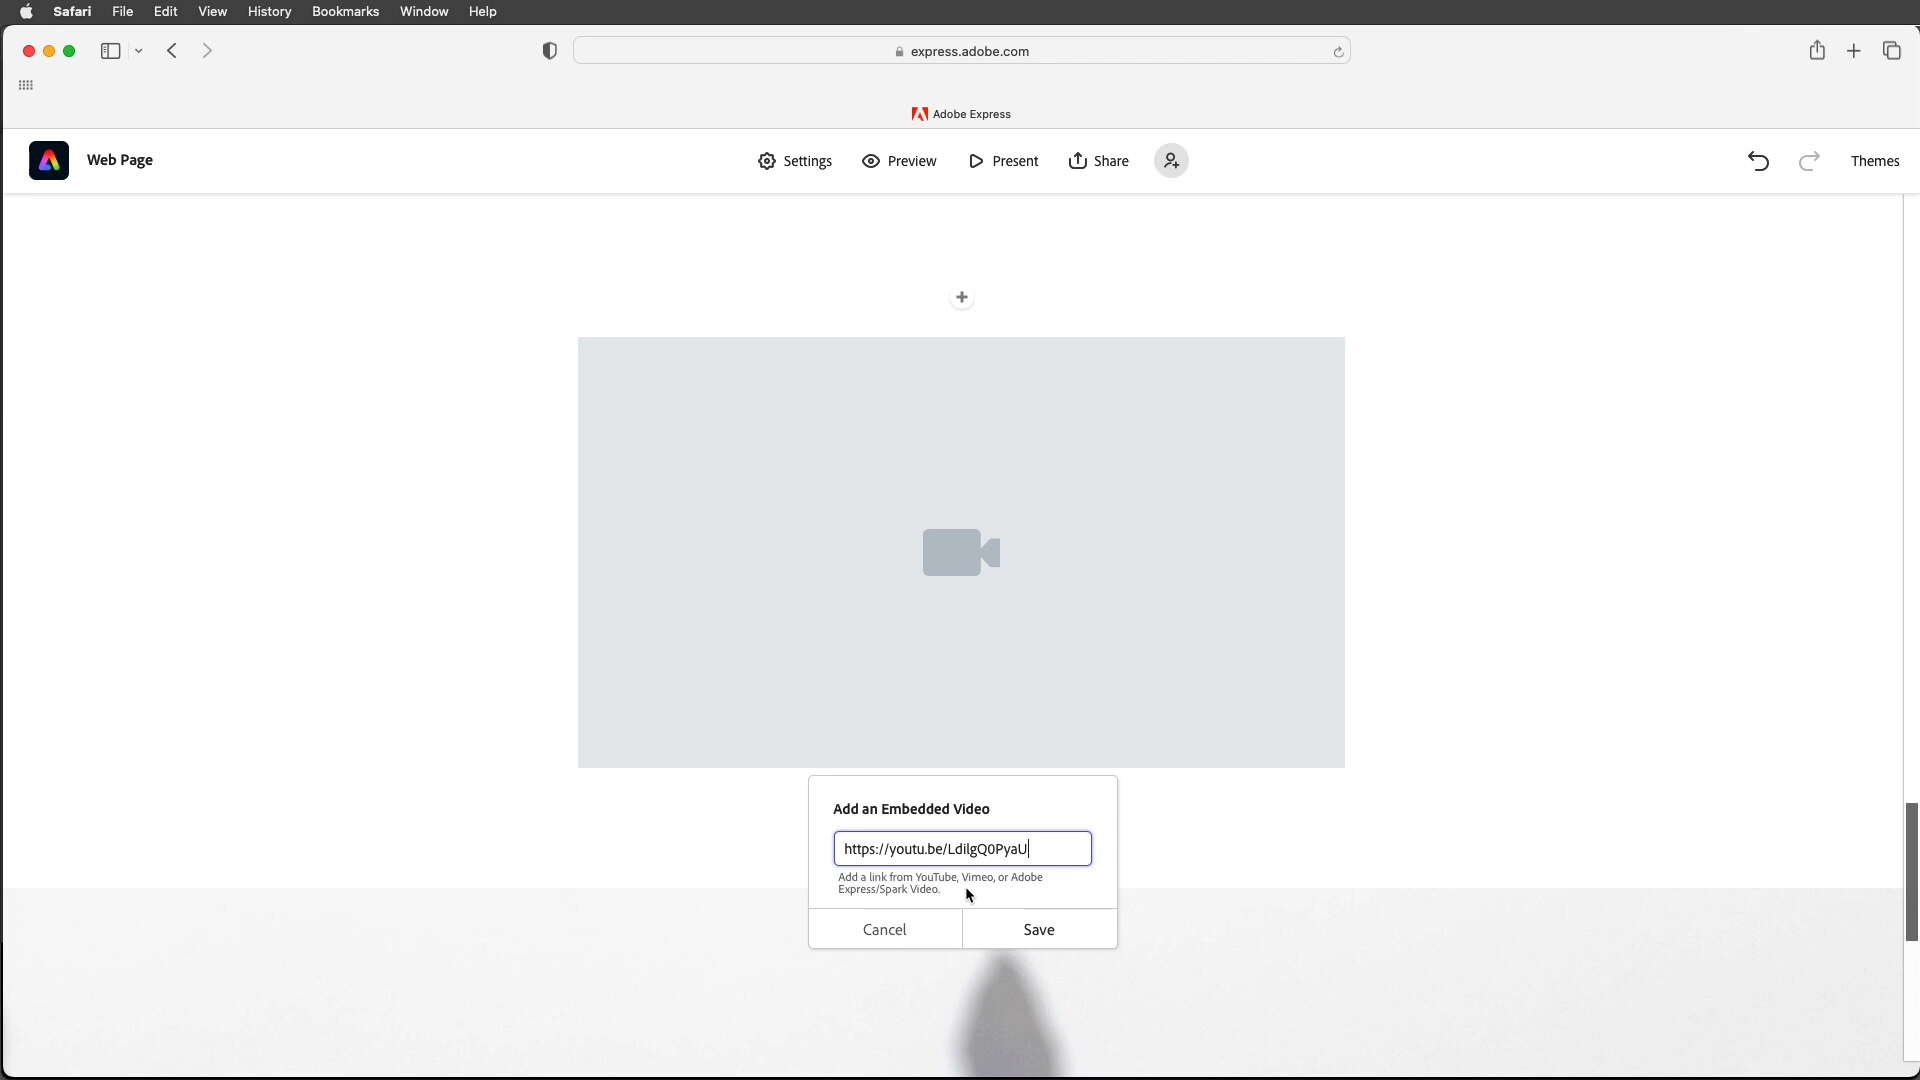 Safari File Edit View History Bookmarks Window Help
express.adobe.com
Adobe Express
Web Page Settings Preview Present Share Themes
Add an Embedded Video
https://youtu.be/LdilgQ0PyaU
Add a link from YouTube, Vimeo, or Adobe
Express/Spark Video.
Cancel Save